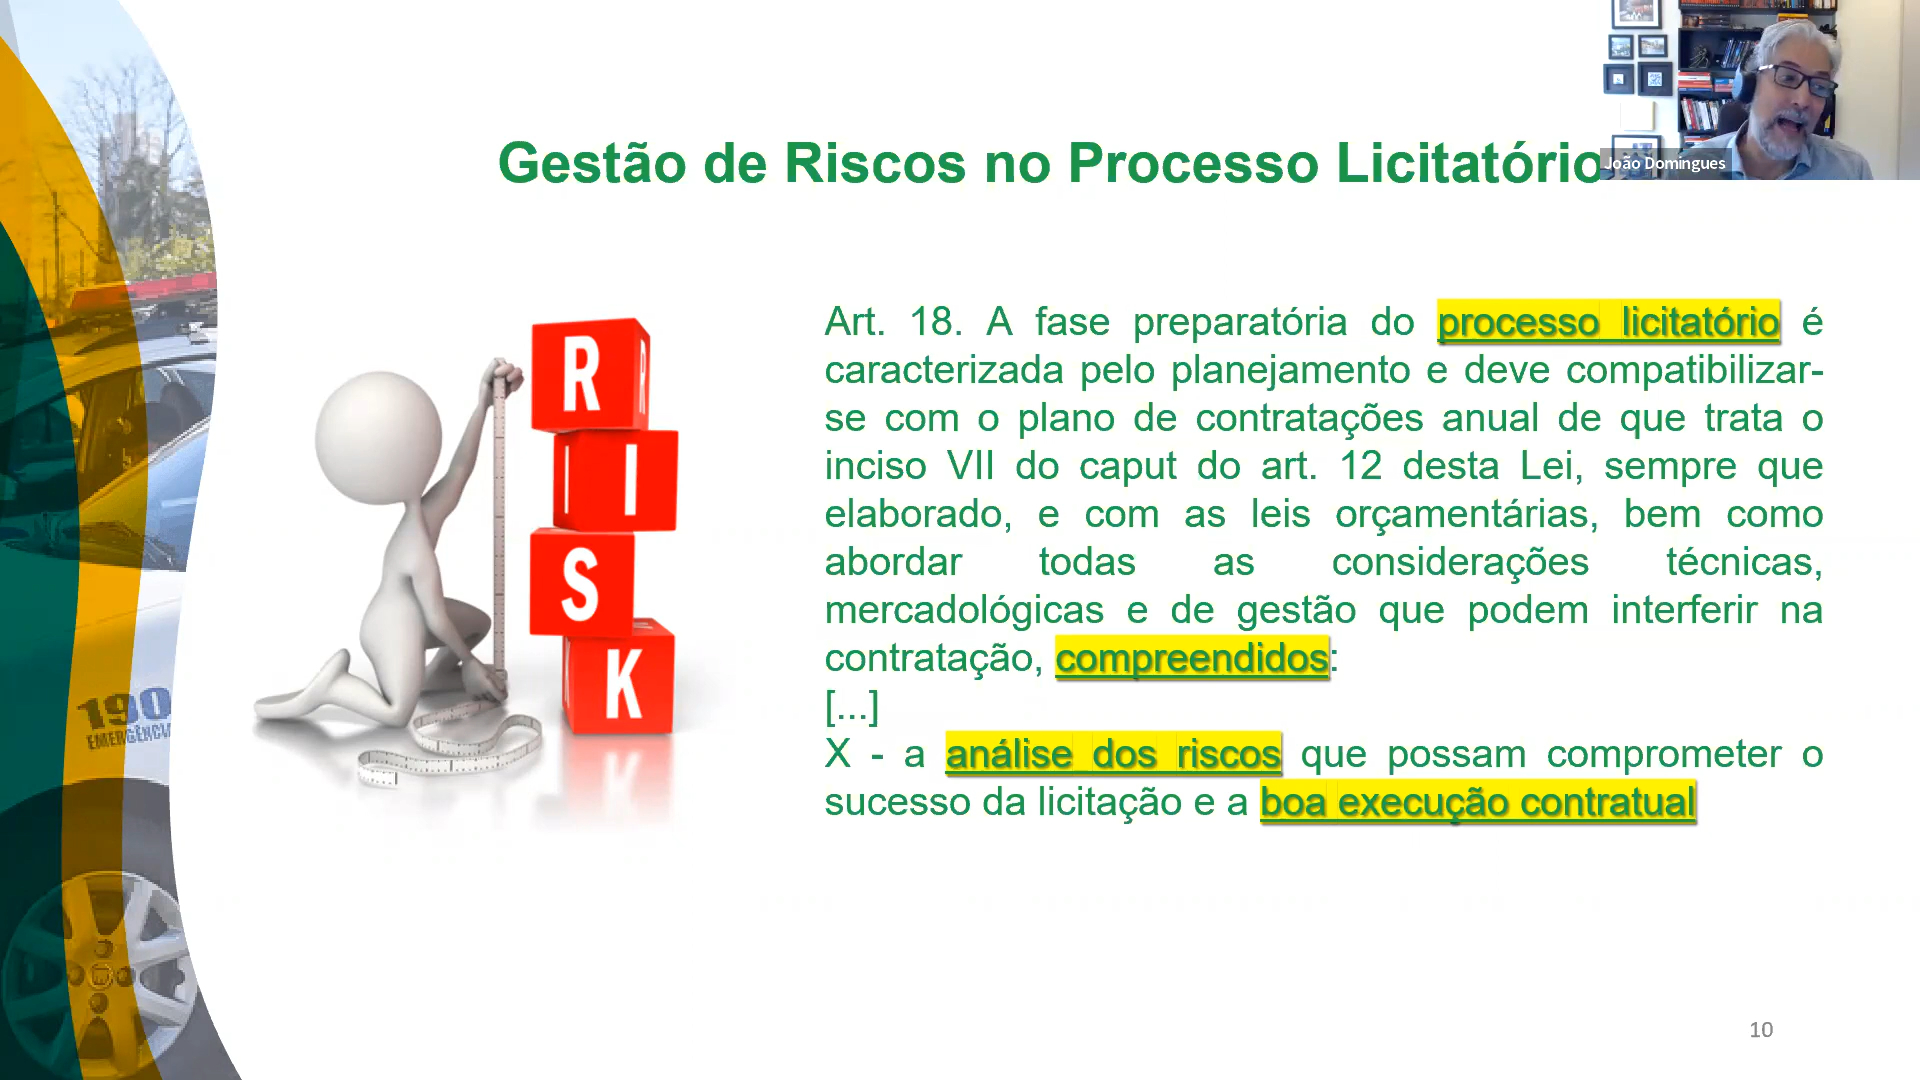 João Domingues
Gestão de Riscos no Processo Licitatório
Art. 18. A fase preparatória do processo licitatório é
caracterizada pelo planejamento e deve compatibilizar-
se com o plano de contratações anual de que trata o
inciso VII do caput do art. 12 desta Lei, sempre que
elaborado, e com as leis orçamentárias, bem como
abordar todas as considerações técnicas,
mercadológicas e de gestão que podem interferir na
contratação, compreendidos:
[...]
X - a análise dos riscos que possam comprometer o
sucesso da licitação e a boa execução contratual
R
R
I
I
S
K
190
EMERGÊNCIA
10